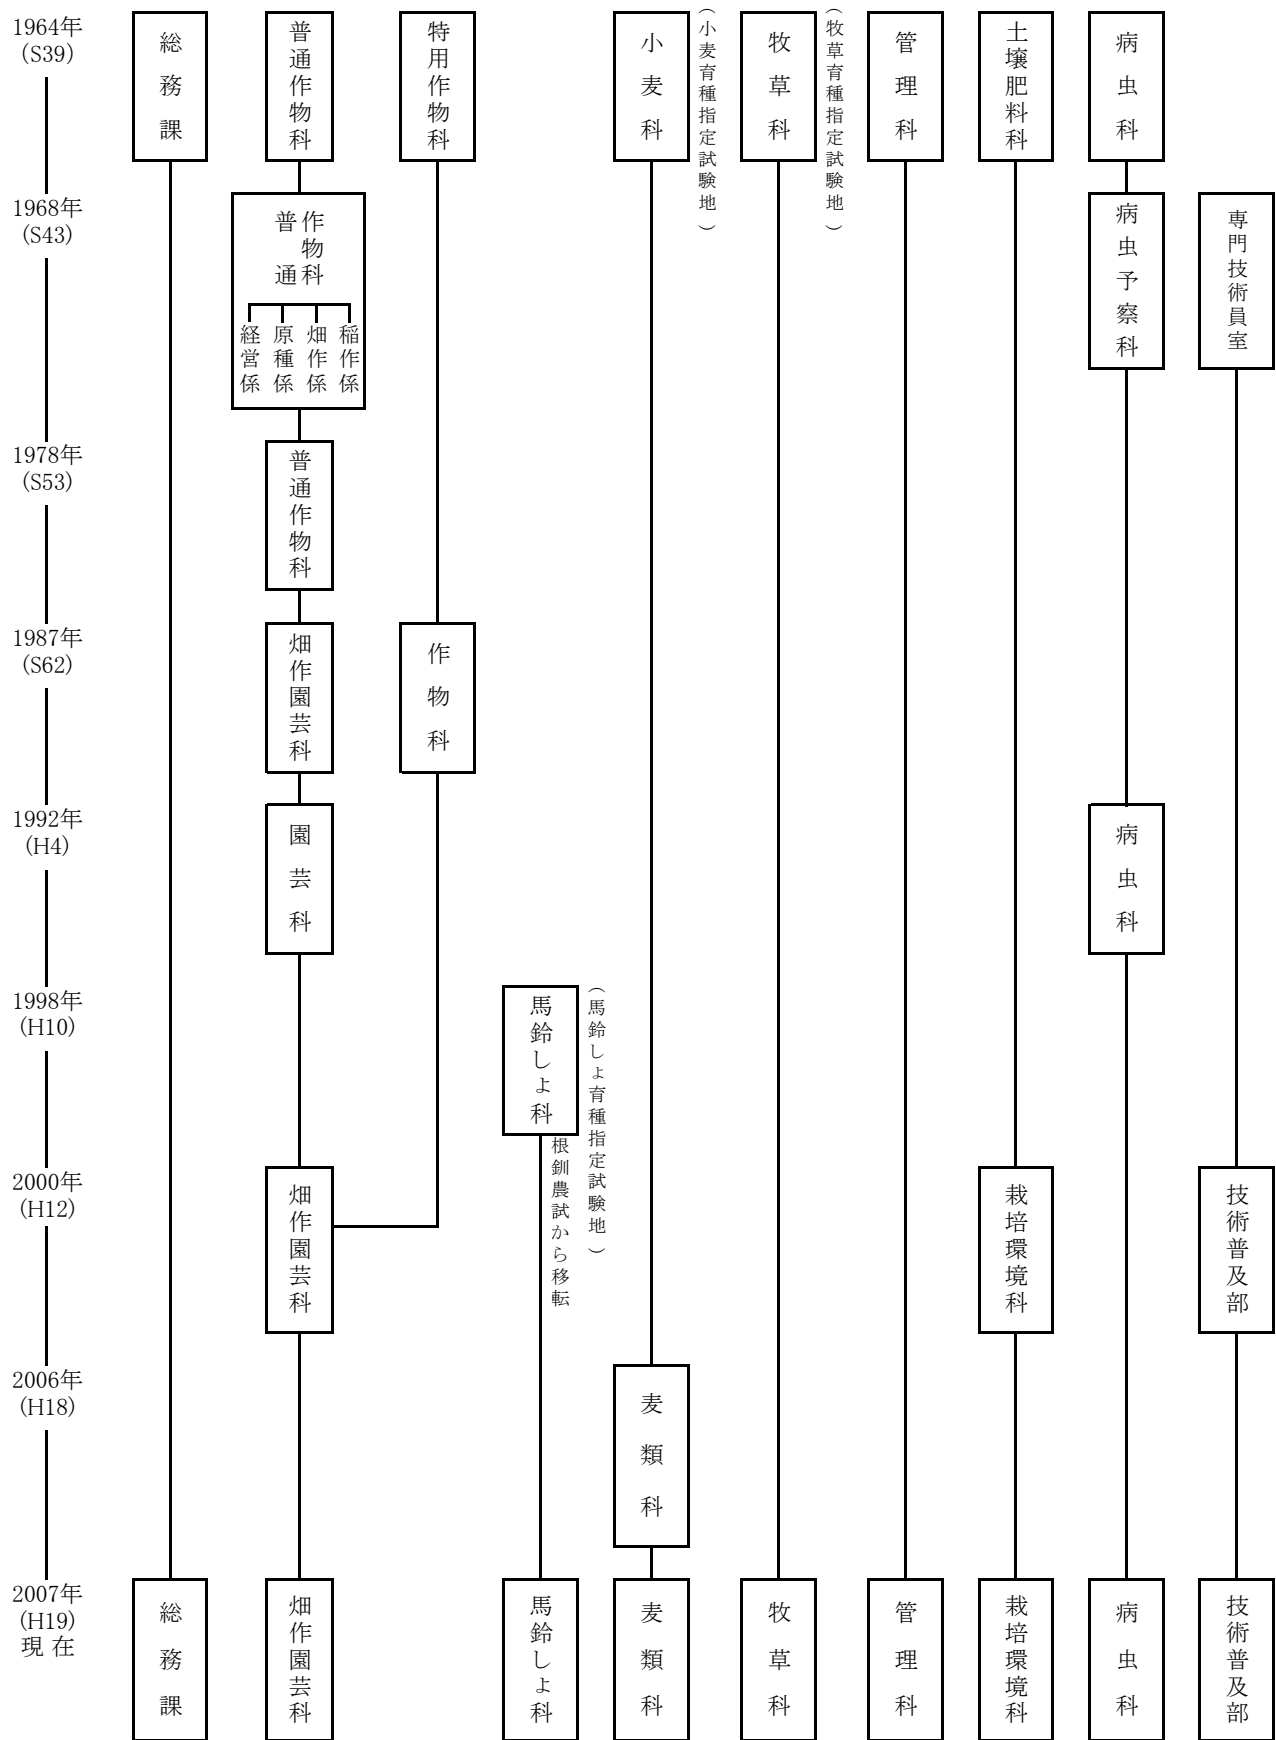 1964年
(S39)
総務課
普通作物科
特用作物科
小麦科
（小麦育種指定試験地）
牧草科
（牧草育種指定試験地）
管理科
土壌肥料科
病虫科
1968年
(S43)
普通
作物科
経営係
原種係
畑作係
稲作係
病虫予察科
専門技術員室
1978年
(S53)
普通作物科
1987年
(S62)
畑作園芸科
作物科
1992年
(H4)
園芸科
病虫科
1998年
(H10)
馬鈴しょ科
（馬鈴しょ育種指定試験地）
根釧農試から移転
2000年
(H12)
畑作園芸科
栽培環境科
技術普及部
2006年
(H18)
麦類科
2007年
(H19)
現在
総務課
畑作園芸科
馬鈴しょ科
麦類科
牧草科
管理科
栽培環境科
病虫科
技術普及部